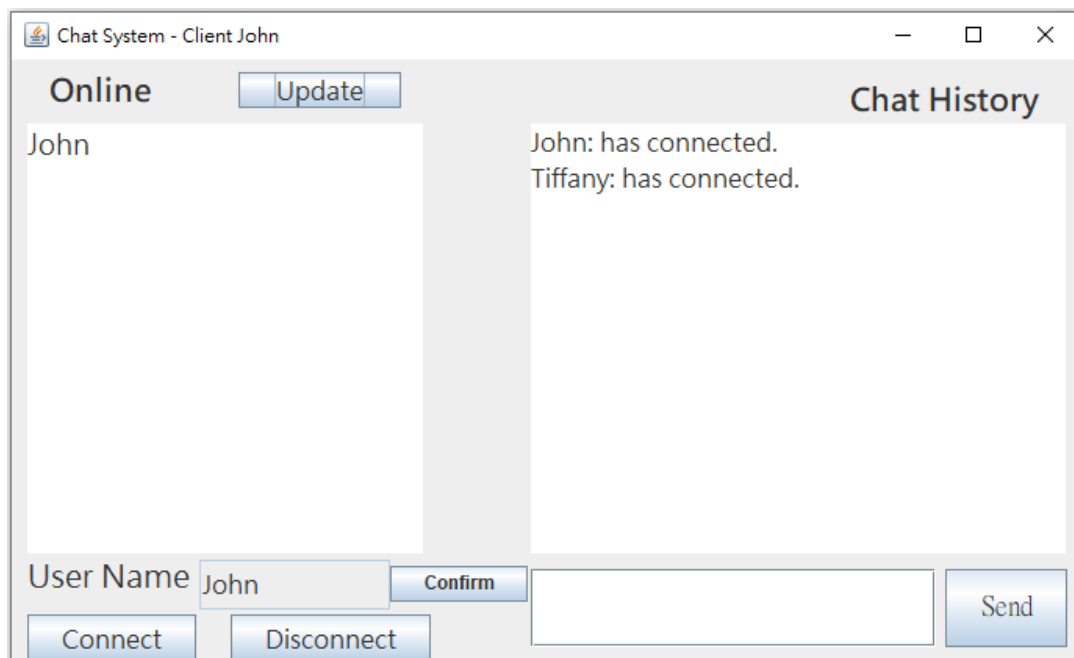 Chat System - Client John
Online
Update
Chat History
John
John: has connected.
Tiffany: has connected.
User Name
John
Confirm
Send
Connect
Disconnect